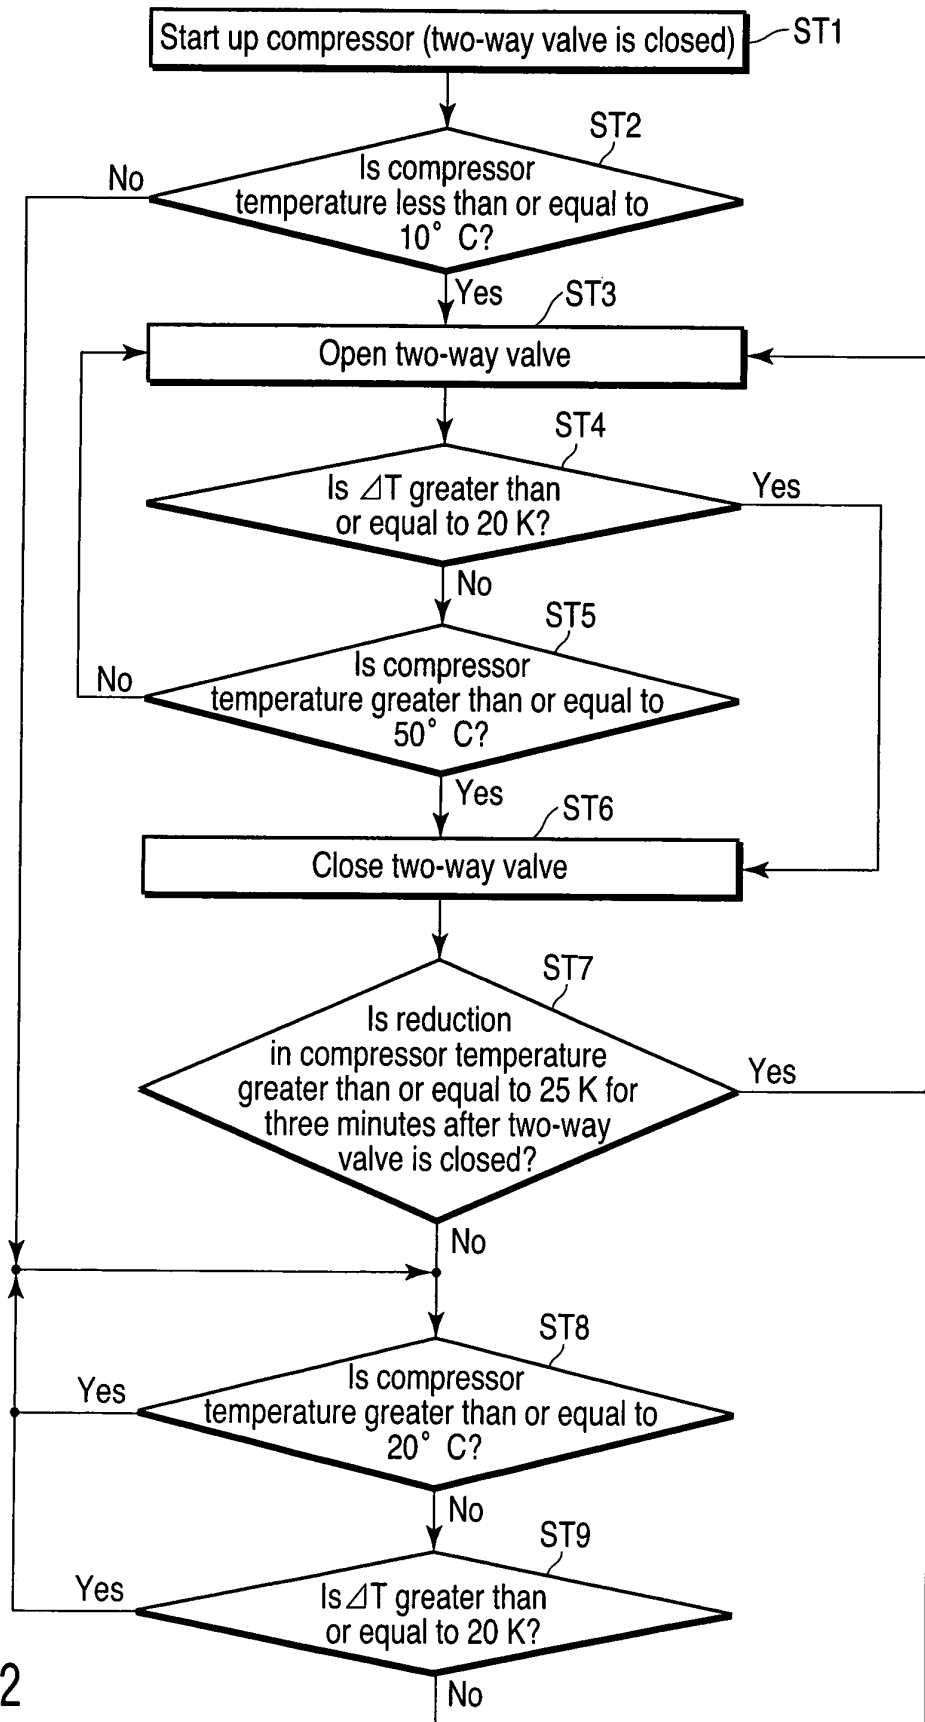 Start up compressor (two-way valve is closed)
ST1
ST2
Is compressor
temperature less than or equal to
10° C?
No
Yes
ST3
Open two-way valve
ST4
Is ⊿T greater than
or equal to 20 K?
Yes
No
ST5
Is compressor
temperature greater than or equal to
50° C?
No
Yes
ST6
Close two-way valve
ST7
Is reduction
in compressor temperature
greater than or equal to 25 K for
three minutes after two-way
valve is closed?
Yes
No
ST8
Is compressor
temperature greater than or equal to
20° C?
Yes
No
ST9
Is ⊿T greater than
or equal to 20 K?
Yes
No
2